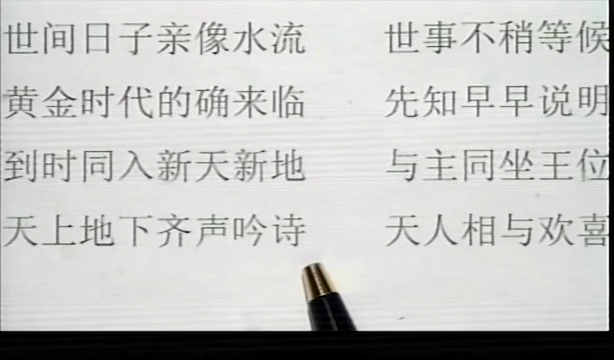 世间日子亲像水流 世事不稍等候
黄金时代的确来临 先知早早说明
到时同入新天新地 与主同坐王位
天上地下齐声吟诗 天人相与欢喜